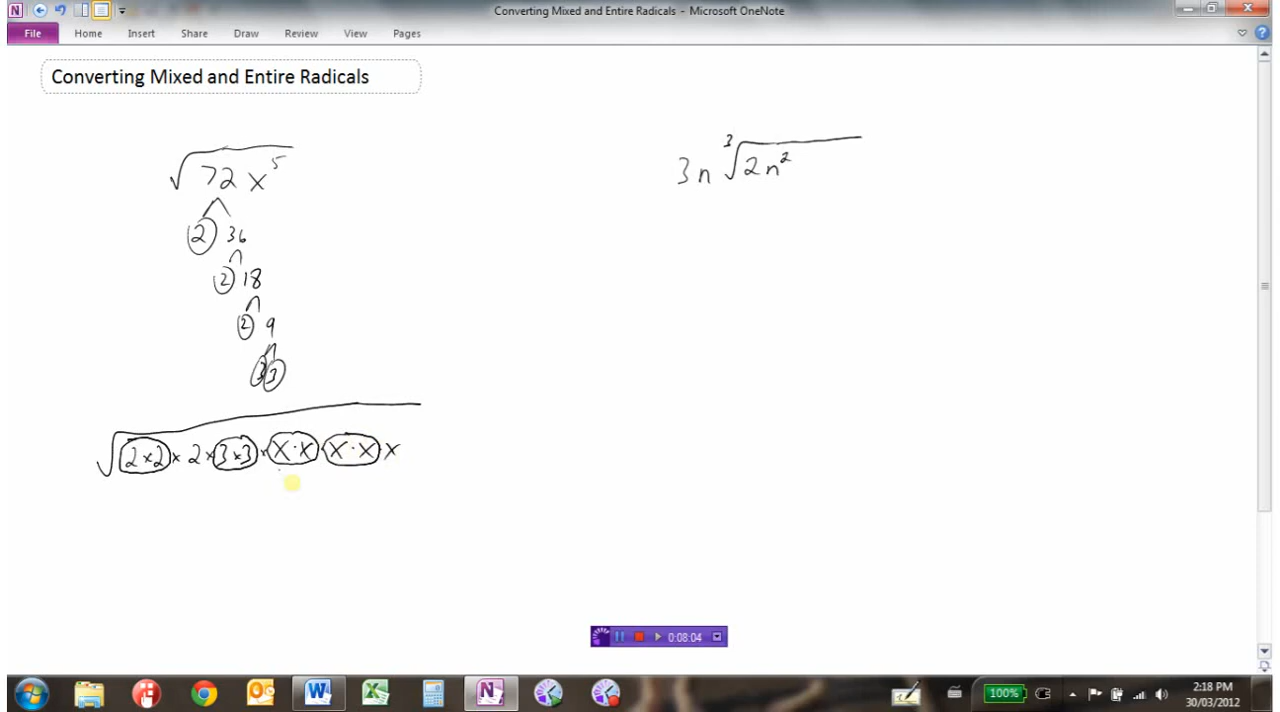 Converting Mixed and Entire Radicals - Microsoft OneNote
File Home Insert Share Draw Review View Pages
Converting Mixed and Entire Radicals
√72x⁵
2 36
2 18
2 9
3 3
√2×2×2×3×3×x·x·x·x×x
3n ∛2n²
0:08:04
100%
2:18 PM
30/03/2012